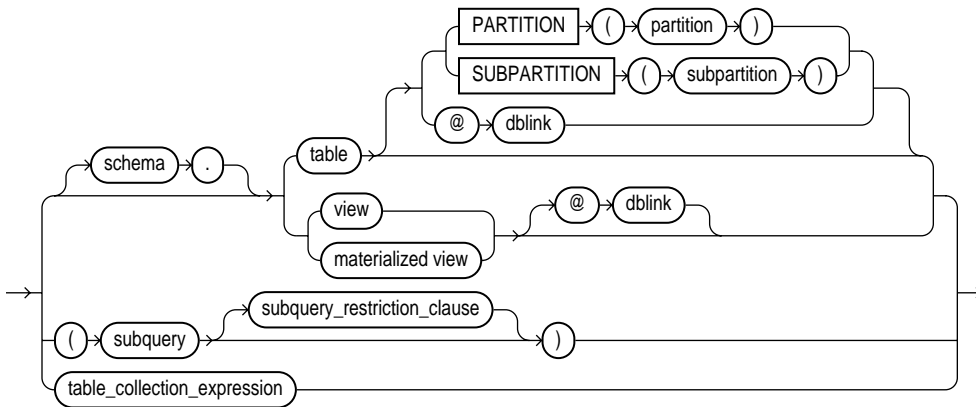 PARTITION ( partition )
SUBPARTITION ( subpartition )
@ dblink
schema .
table
view
@ dblink
materialized view
subquery_restriction_clause
( subquery )
table_collection_expression